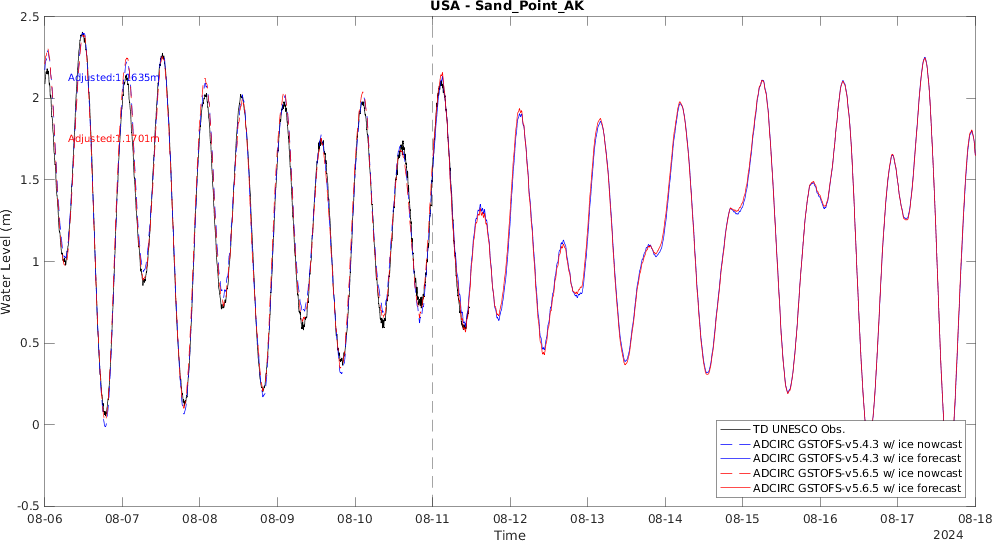 USA - Sand_Point_AK
2.5
2
1.5
1
0.5
0
-0.5
Water Level (m)
Adjusted:1.1701m
TD UNESCO Obs.
ADCIRC GSTOFS-v5.4.3 w/ ice nowcast
ADCIRC GSTOFS-v5.4.3 w/ ice forecast
ADCIRC GSTOFS-v5.6.5 w/ ice nowcast
ADCIRC GSTOFS-v5.6.5 w/ ice forecast
08-06 08-07 08-08 08-09 08-10 08-11 08-12 08-13 08-14 08-15 08-16 08-17 08-18
Time
2024